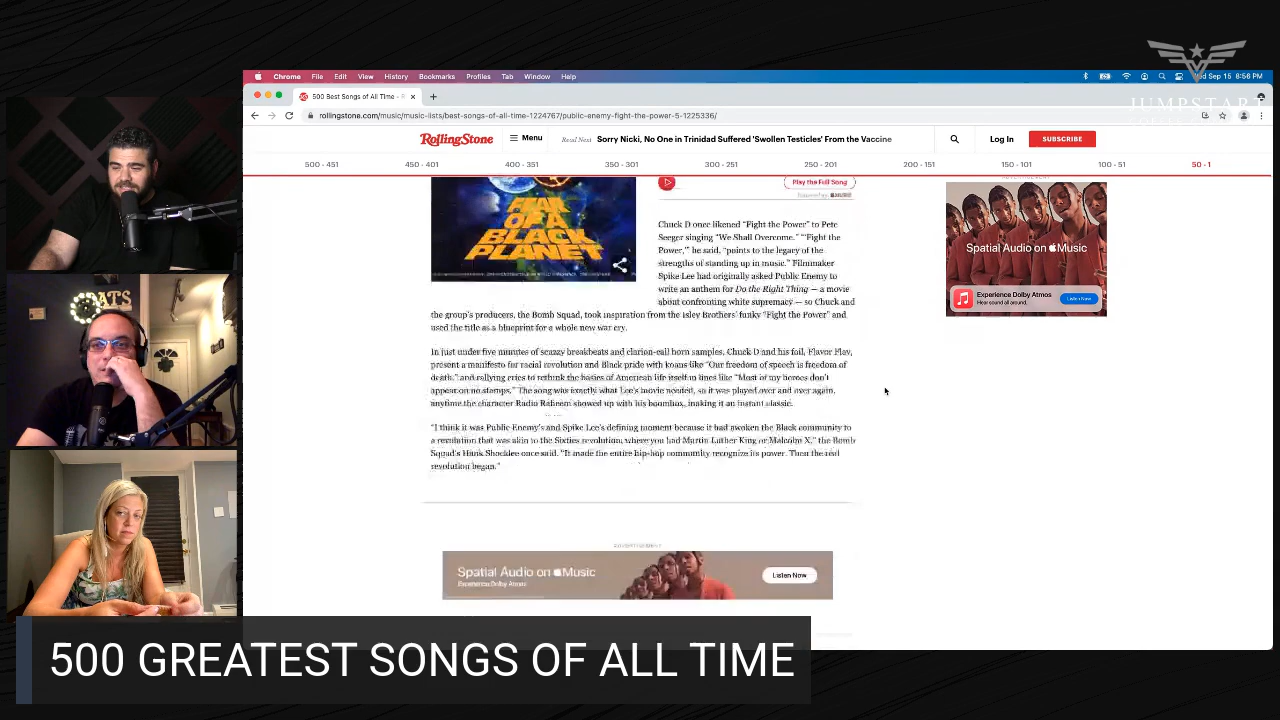 Chrome File Edit View History Bookmarks Profiles Tab Window Help
Wed Sep 15 6:56 PM
JUMPSTART
500 Best Songs of All Time - R
rollingstone.com/music/music-lists/best-songs-of-all-time-1224767/public-enemy-fight-the-power-5-1225336/
RollingStone
Menu
Read Next Sorry Nicki, No One in Trinidad Suffered 'Swollen Testicles' From the Vaccine
Log In
SUBSCRIBE
500 - 451 450 - 401 400 - 351 350 - 301 300 - 251 250 - 201 200 - 151 150 - 101 100 - 51 50 - 1
FEAR
OF A
BLACK
PLANET
Play the Full Song
Chuck D once likened “Fight the Power” to Pete
Seeger singing “We Shall Overcome.” “‘Fight the
Power,’” he said, “points to the legacy of the
strengths of standing up in music.” Filmmaker
Spike Lee had originally asked Public Enemy to
write an anthem for Do the Right Thing — a movie
about confronting white supremacy — so Chuck and
the group’s producers, the Bomb Squad, took inspiration from the Isley Brothers’ funky “Fight the Power” and
used the title as a blueprint for a whole new war cry.
In just under five minutes of scuzzy breakbeats and clarion-call horn samples, Chuck D and his foil, Flavor Flav,
present a manifesto for racial revolution and Black pride with koans like “Our freedom of speech is freedom of
death,” and rallying cries to rethink the basics of American life itself in lines like “Most of my heroes don’t
appear on no stamps.” The song was exactly what Lee’s movie needed, so it was played over and over again,
anytime the character Radio Raheem showed up with his boombox, making it an instant classic.
“I think it was Public Enemy’s and Spike Lee’s defining moment because it had awoken the Black community to
a revolution that was akin to the Sixties revolution, where you had Martin Luther King or Malcolm X,” the Bomb
Squad’s Hank Shocklee once said. “It made the entire hip-hop community recognize its power. Then the real
revolution began.”
Spatial Audio on Music
Experience Dolby Atmos
Hear sound all around.
Listen Now
ADVERTISEMENT
Spatial Audio on Music
Experience Dolby Atmos
Listen Now
500 GREATEST SONGS OF ALL TIME